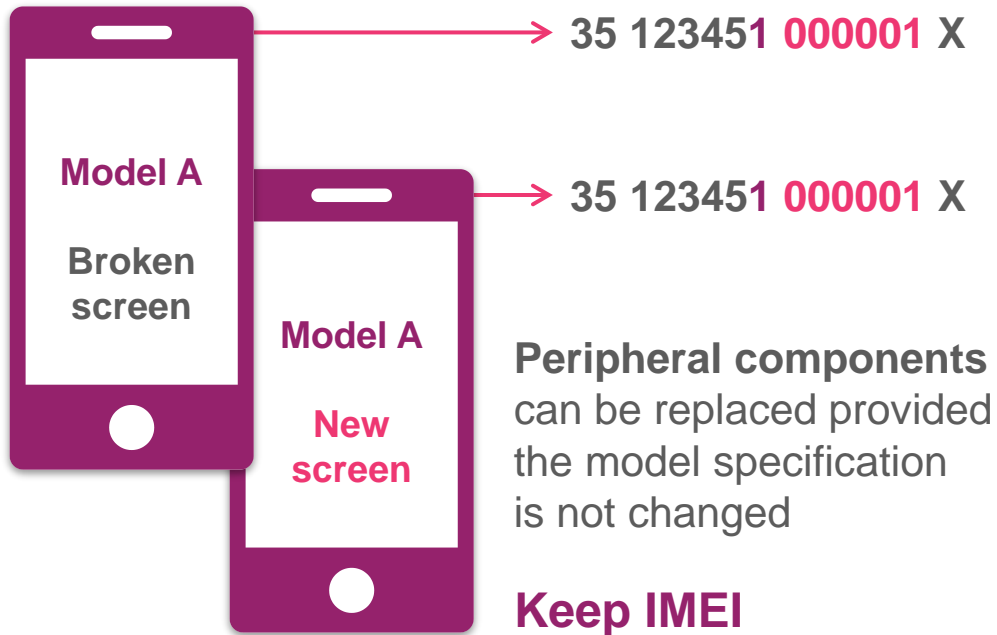 35 123451 000001 X
Model A
Broken
screen
35 123451 000001 X
Model A
New
screen
Peripheral components
can be replaced provided
the model specification
is not changed
Keep IMEI